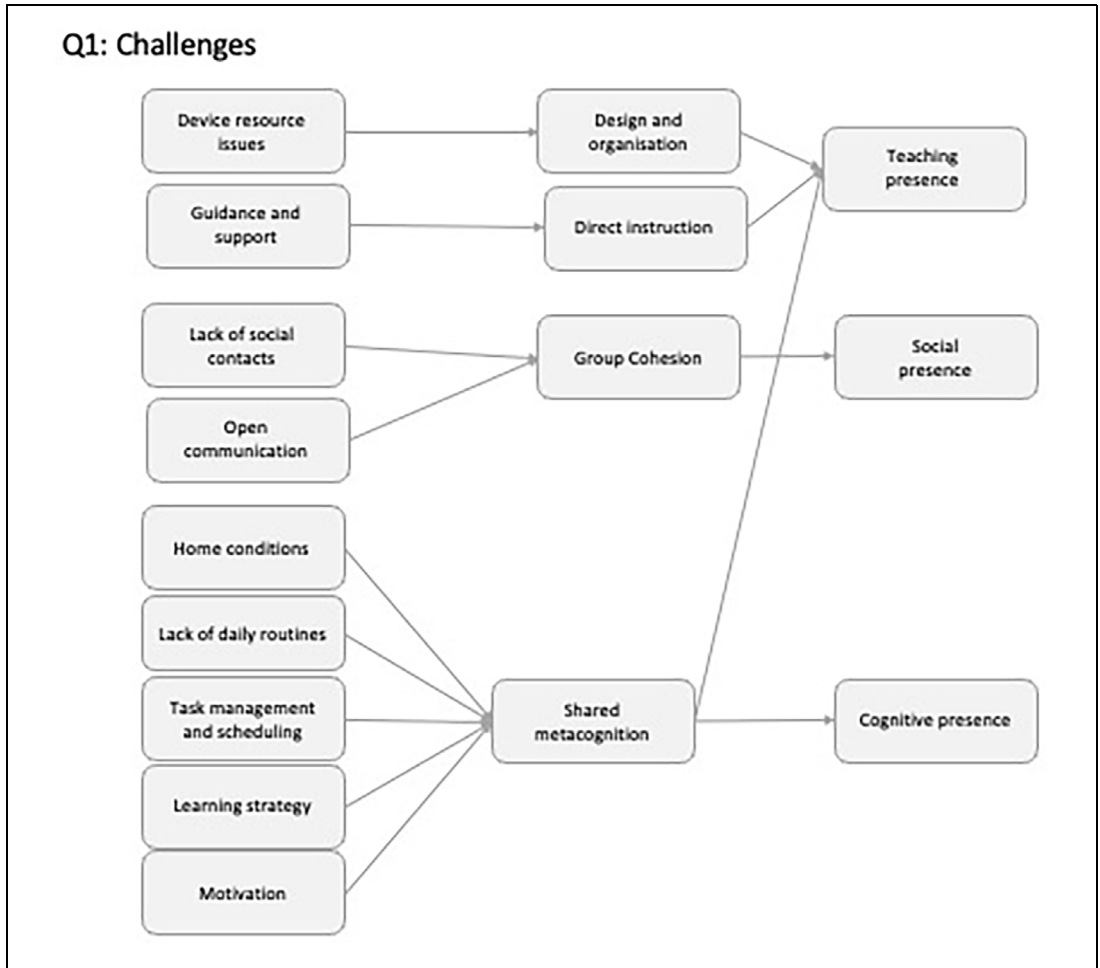 Q1: Challenges
Device resource
issues
Design and
organisation
Teaching
presence
Guidance and
support
Direct instruction
Lack of social
contacts
Group Cohesion
Social
presence
Open
communication
Home conditions
Lack of daily routines
Task management
and scheduling
Shared
metacognition
Cognitive presence
Learning strategy
Motivation